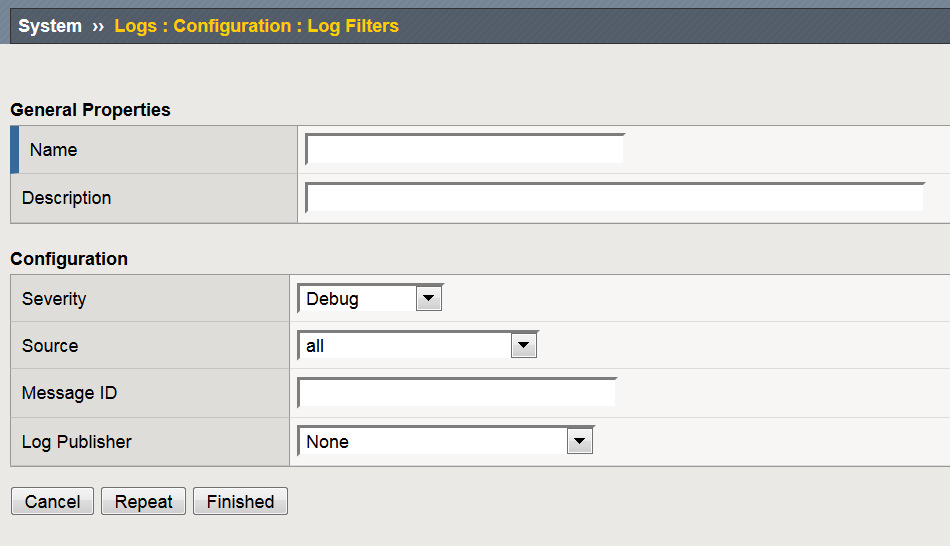 System ›› Logs : Configuration : Log Filters
General Properties
Name
Description
Configuration
Severity Debug
Source all
Message ID
Log Publisher None
Cancel Repeat Finished